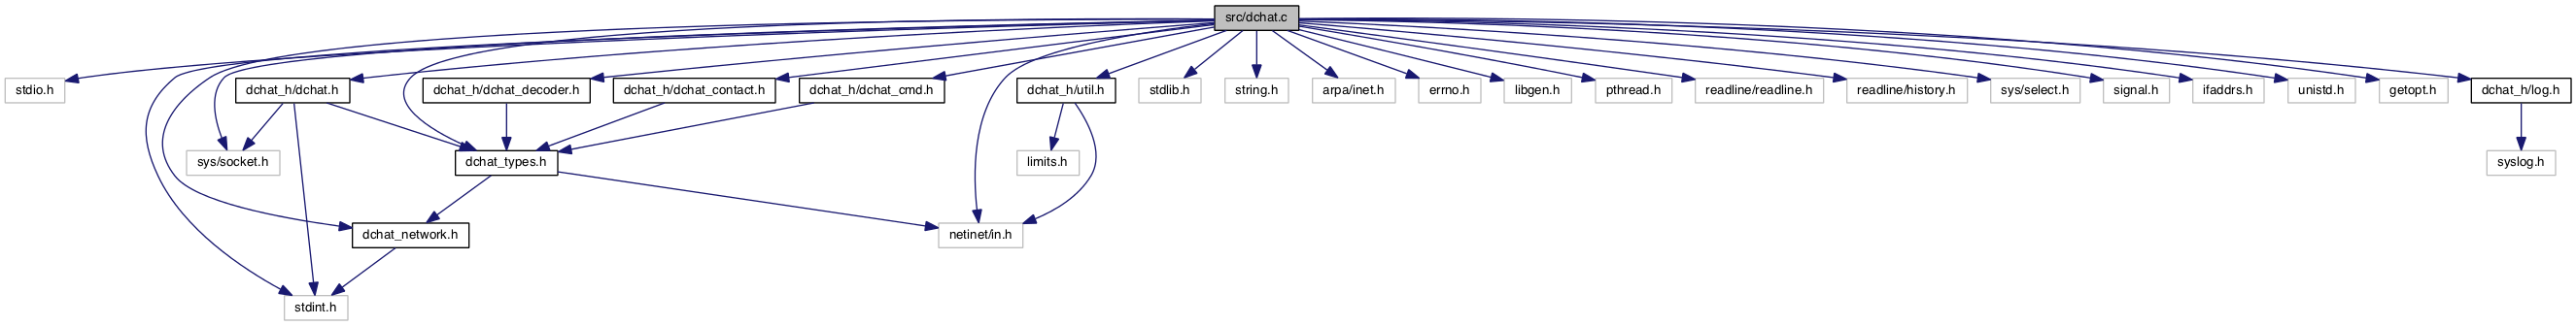 src/dchat.c
stdio.h
dchat_h/dchat.h
dchat_h/dchat_decoder.h
dchat_h/dchat_contact.h
dchat_h/dchat_cmd.h
dchat_h/util.h
stdlib.h
string.h
arpa/inet.h
errno.h
libgen.h
pthread.h
readline/readline.h
readline/history.h
sys/select.h
signal.h
ifaddrs.h
unistd.h
getopt.h
dchat_h/log.h
sys/socket.h
dchat_types.h
limits.h
syslog.h
dchat_network.h
netinet/in.h
stdint.h